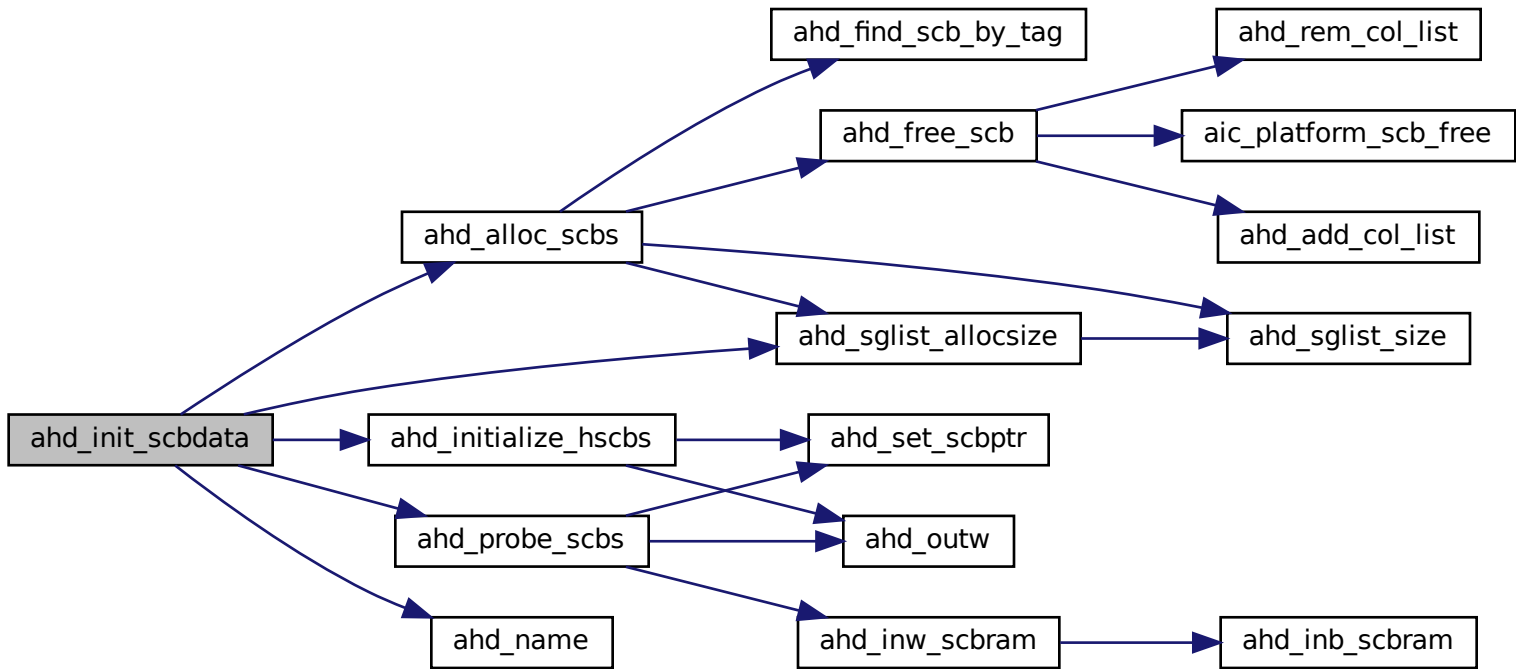 ahd_find_scb_by_tag
ahd_rem_col_list
ahd_free_scb
aic_platform_scb_free
ahd_alloc_scbs
ahd_add_col_list
ahd_sglist_allocsize
ahd_sglist_size
ahd_init_scbdata
ahd_initialize_hscbs
ahd_set_scbptr
ahd_probe_scbs
ahd_outw
ahd_name
ahd_inw_scbram
ahd_inb_scbram